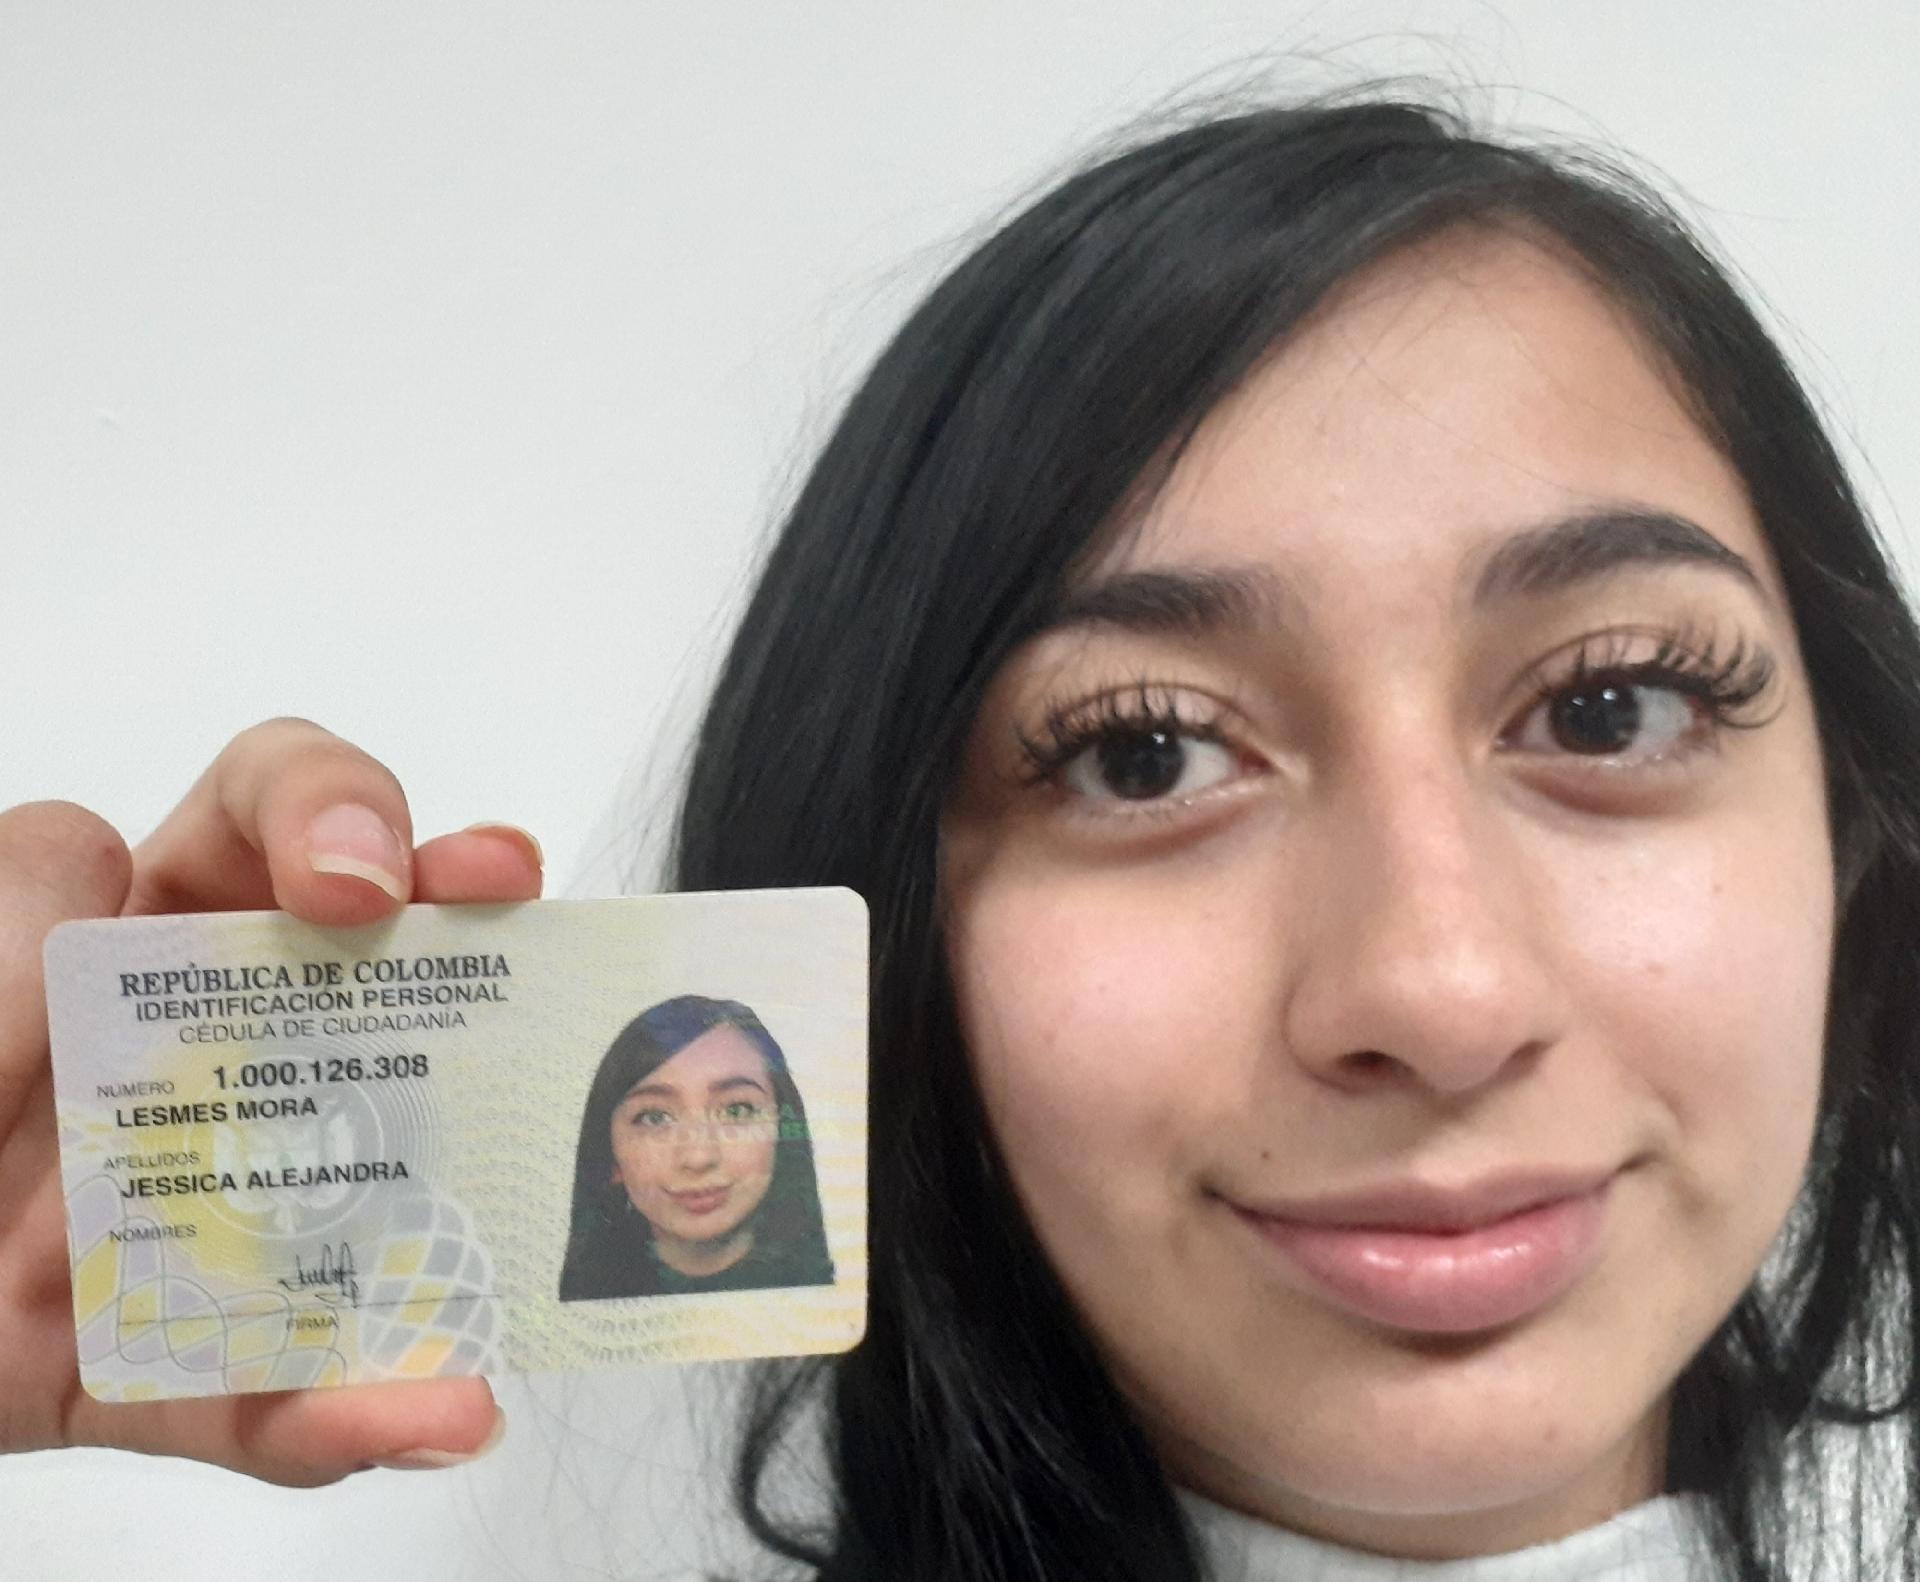 REPÚBLICA DE COLOMBIA
IDENTIFICACIÓN PERSONAL
CÉDULA DE CIUDADANÍA
NUMERO 1.000.126.308
LESMES MORA
APELLIDOS
JESSICA ALEJANDRA
NOMBRES
FIRMA